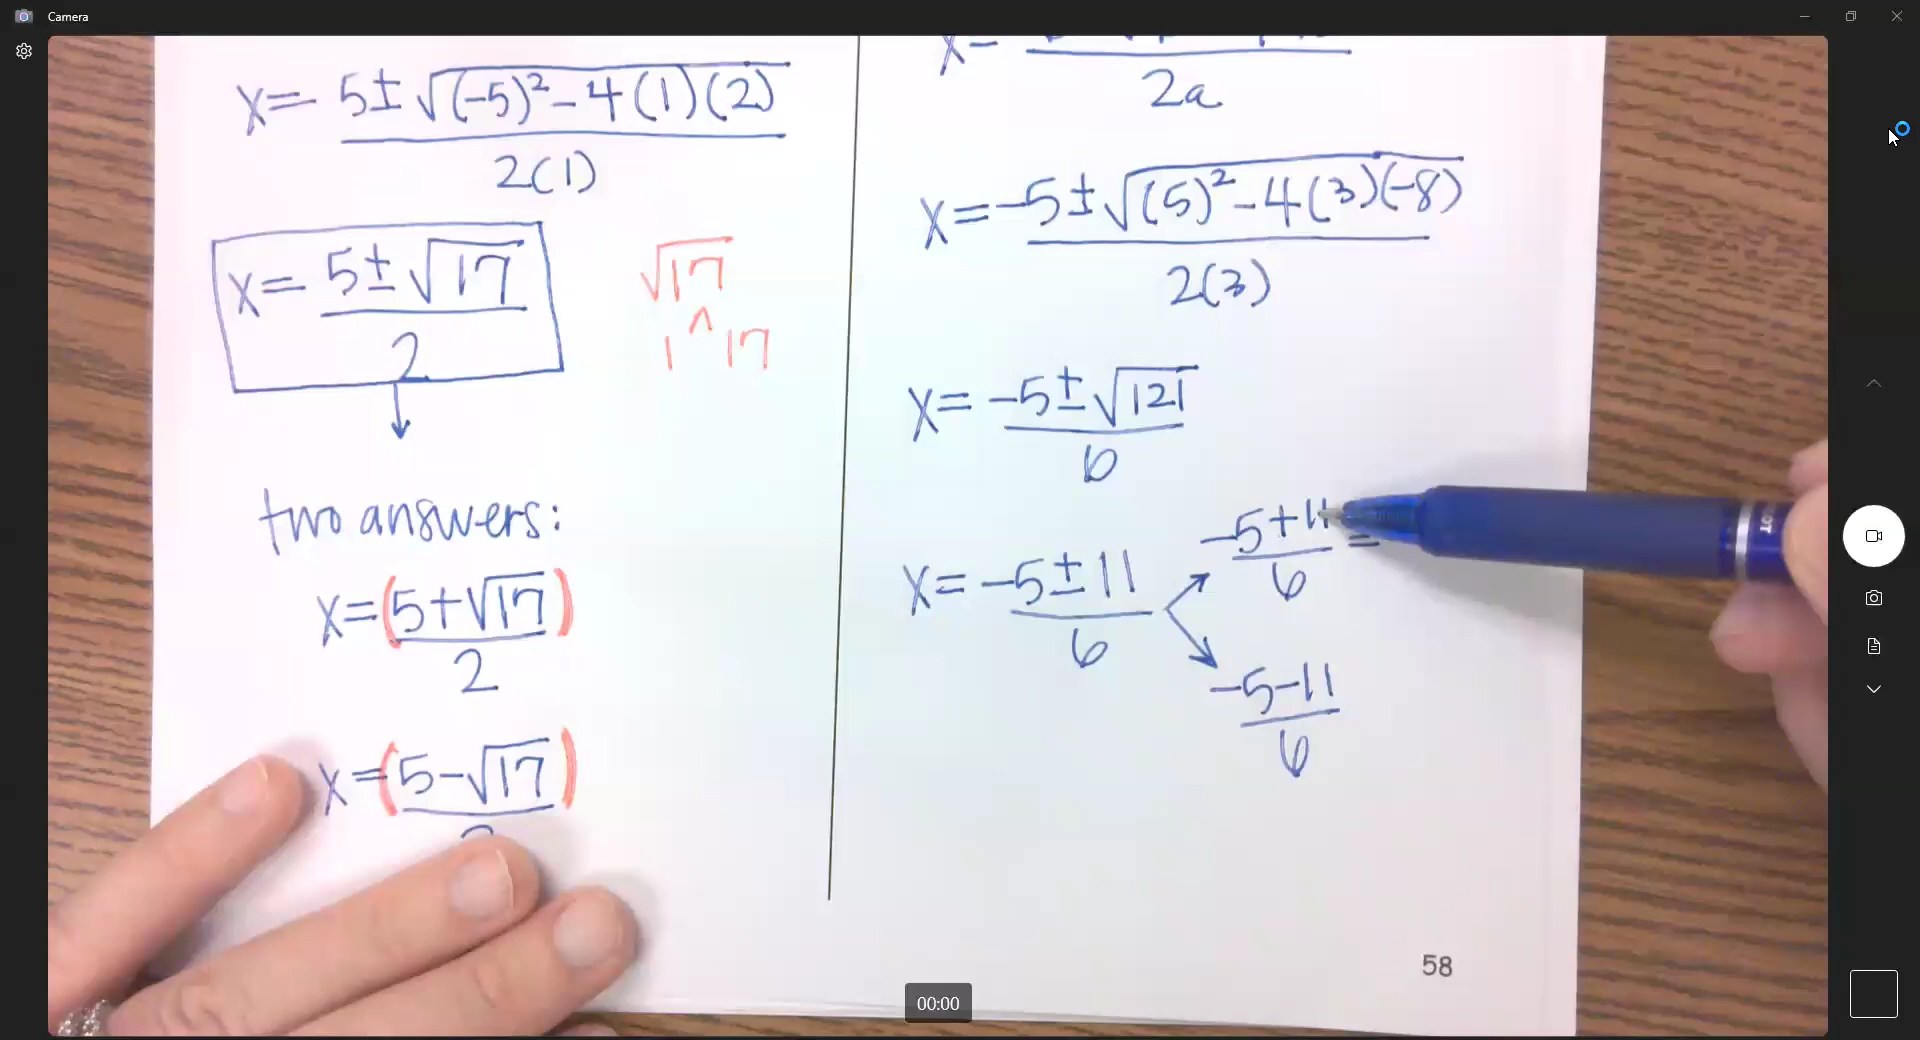 Camera
x= 5±√(-5)²-4(1)(2)
2(1)
x= 5±√17
2
√17
^
1 17
two answers:
x=(5+√17)
2
x=(5-√17)
x=
2a
x=-5±√(5)²-4(3)(-8)
2(3)
x=-5±√121
6
x=-5±11
6
-5+11 =
6
-5-11
6
58
00:00